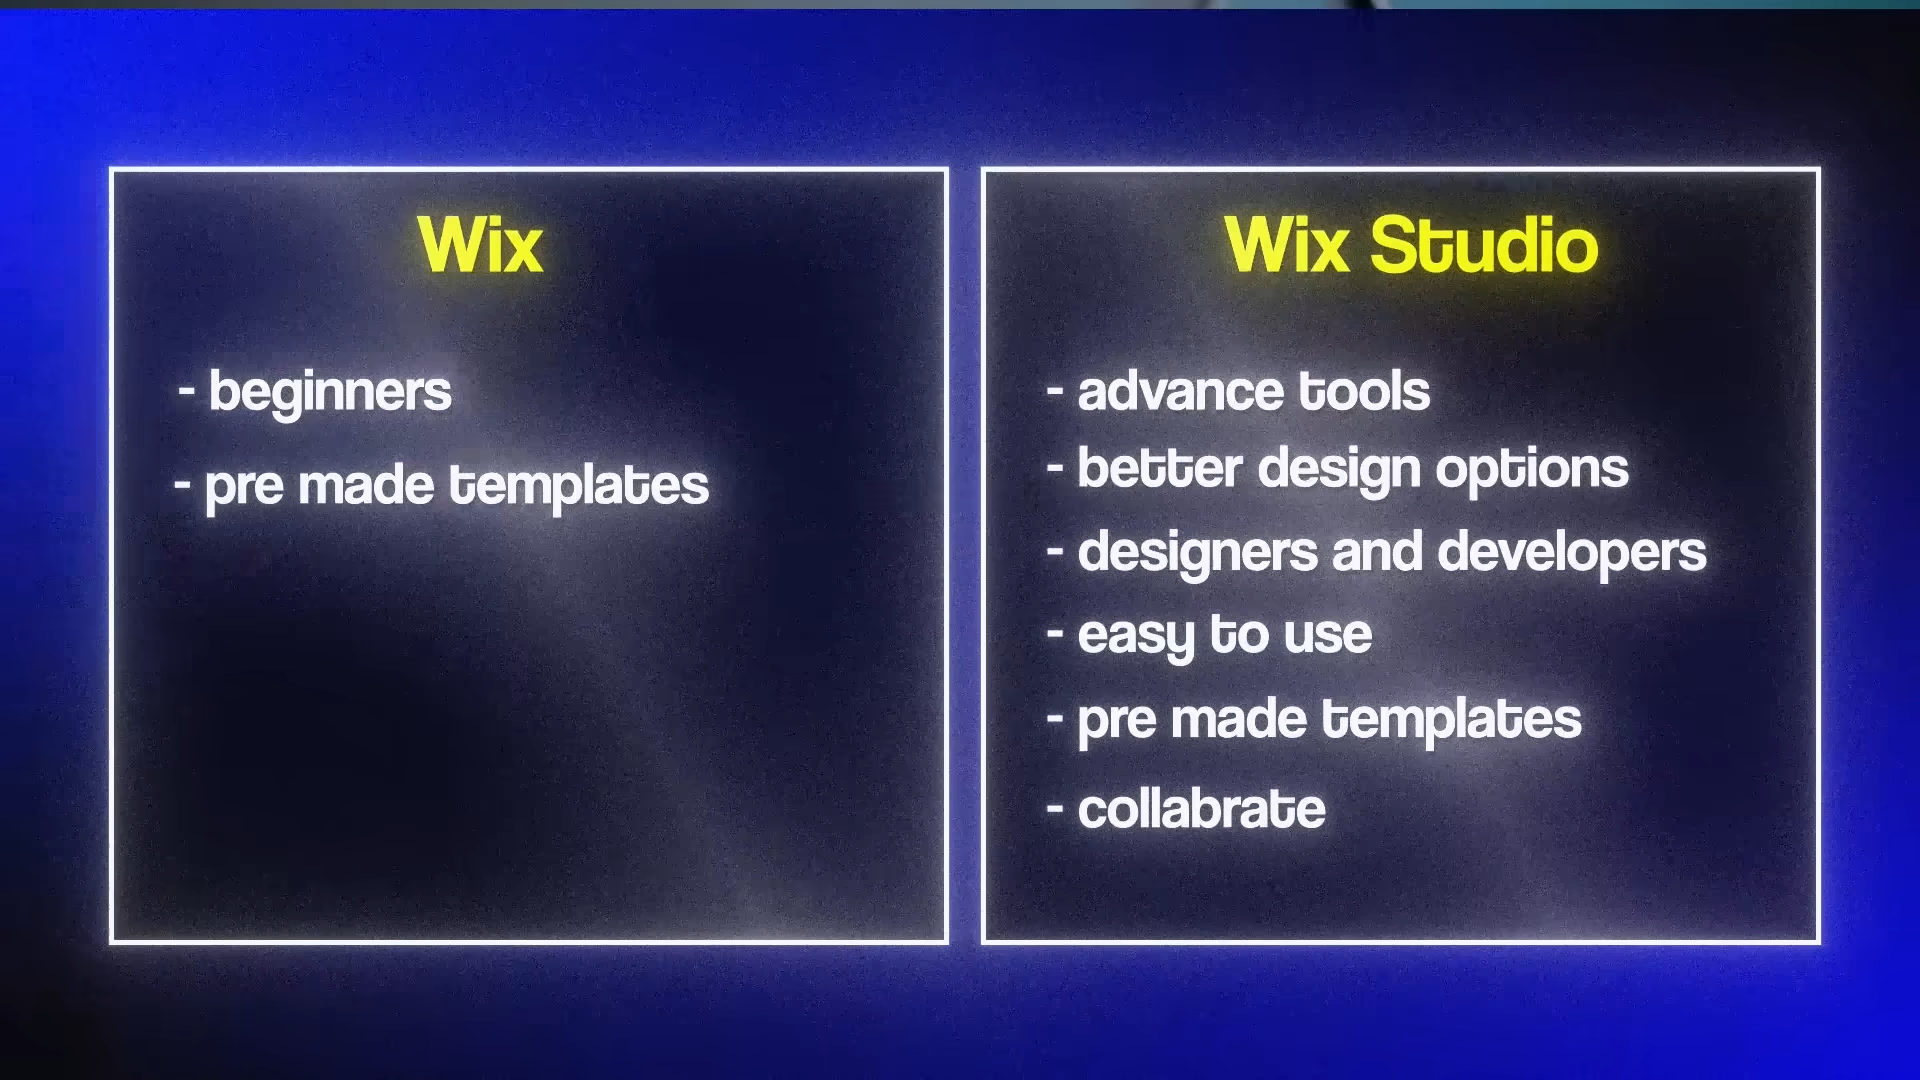 Wix
- beginners
- pre made templates
Wix Studio
- advance tools
- better design options
- designers and developers
- easy to use
- pre made templates
- collabrate